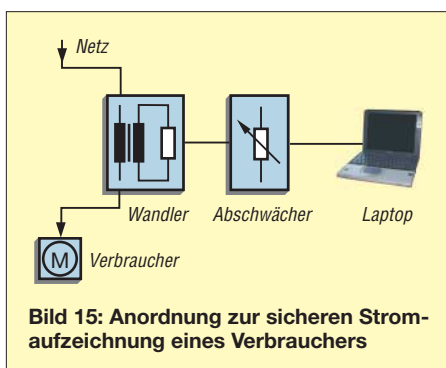 Netz
Wandler
Abschwächer
Laptop
M
Verbraucher
Bild 15: Anordnung zur sicheren Strom-
aufzeichnung eines Verbrauchers